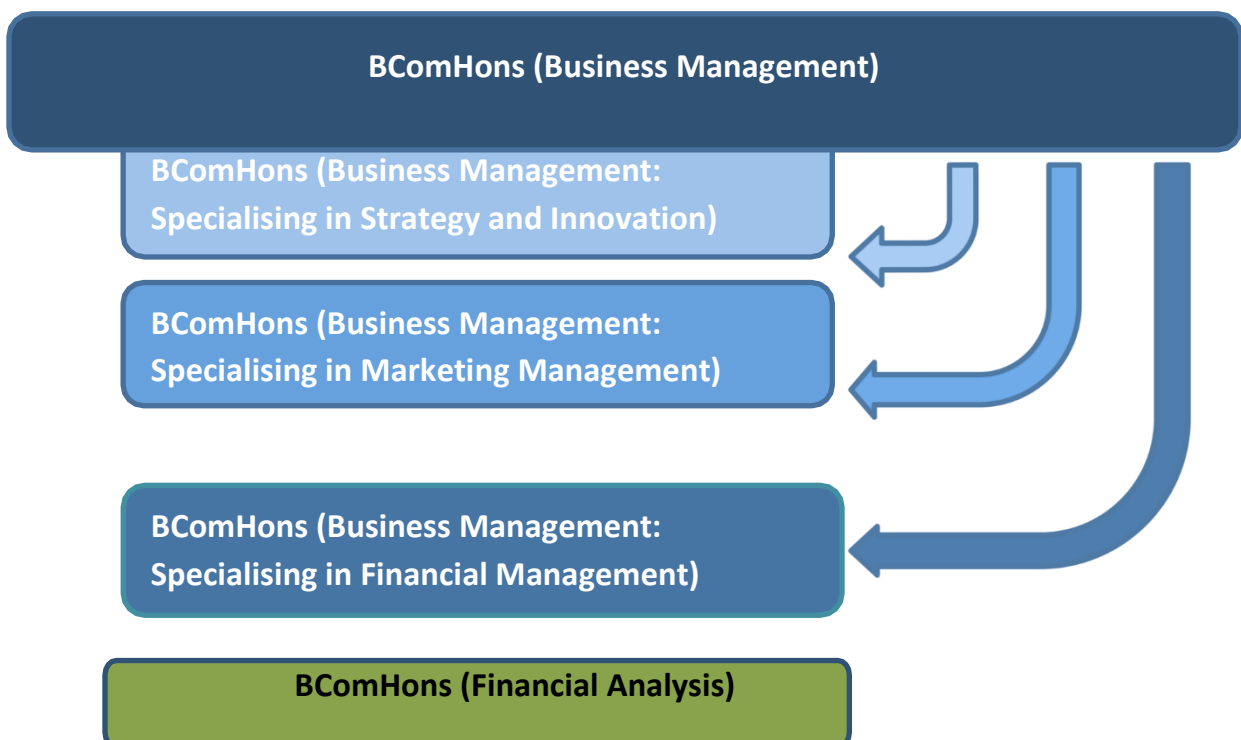 BComHons (Business Management)
BComHons (Business Management:
Specialising in Strategy and Innovation)
BComHons (Business Management:
Specialising in Marketing Management)
BComHons (Business Management:
Specialising in Financial Management)
BComHons (Financial Analysis)